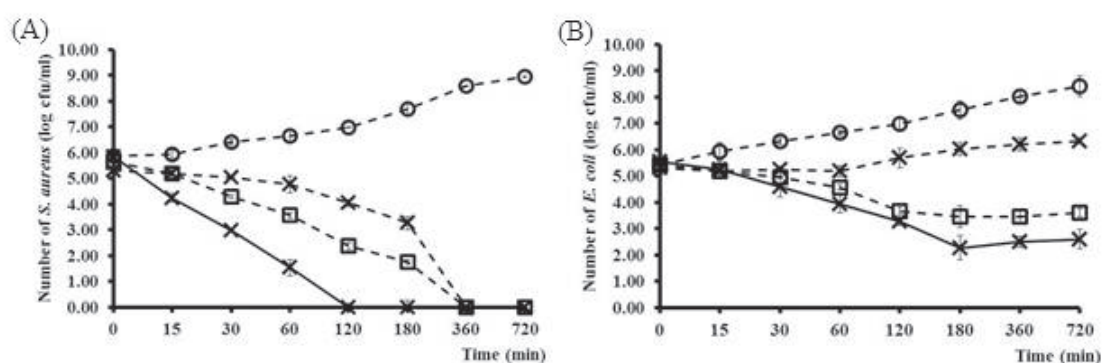 (A)
Number of S. aureus (log cfu/ml)
10.00
9.00
8.00
7.00
6.00
5.00
4.00
3.00
2.00
1.00
0.00
0 15 30 60 120 180 360 720
Time (min)
(B)
Number of E. coli (log cfu/ml)
10.00
9.00
8.00
7.00
6.00
5.00
4.00
3.00
2.00
1.00
0.00
0 15 30 60 120 180 360 720
Time (min)